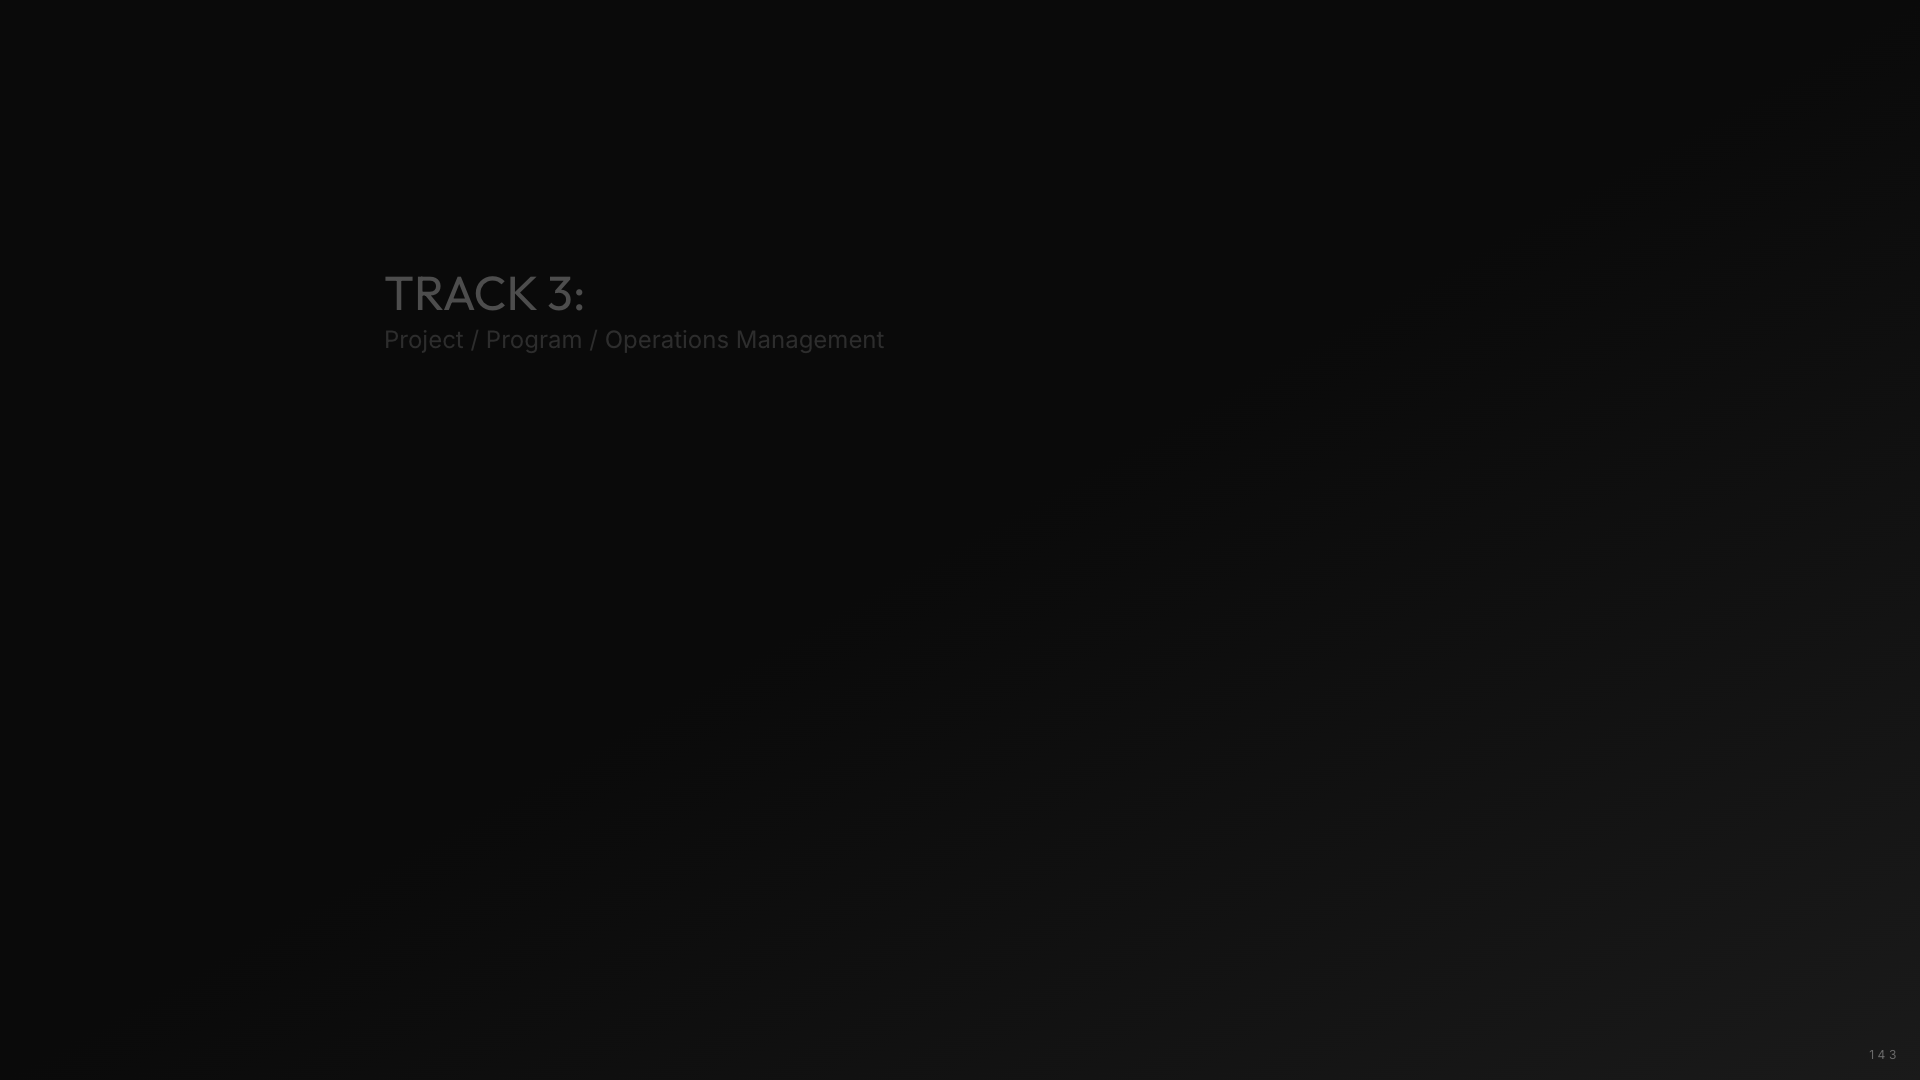 TRACK 3:
Project / Program / Operations Management
143